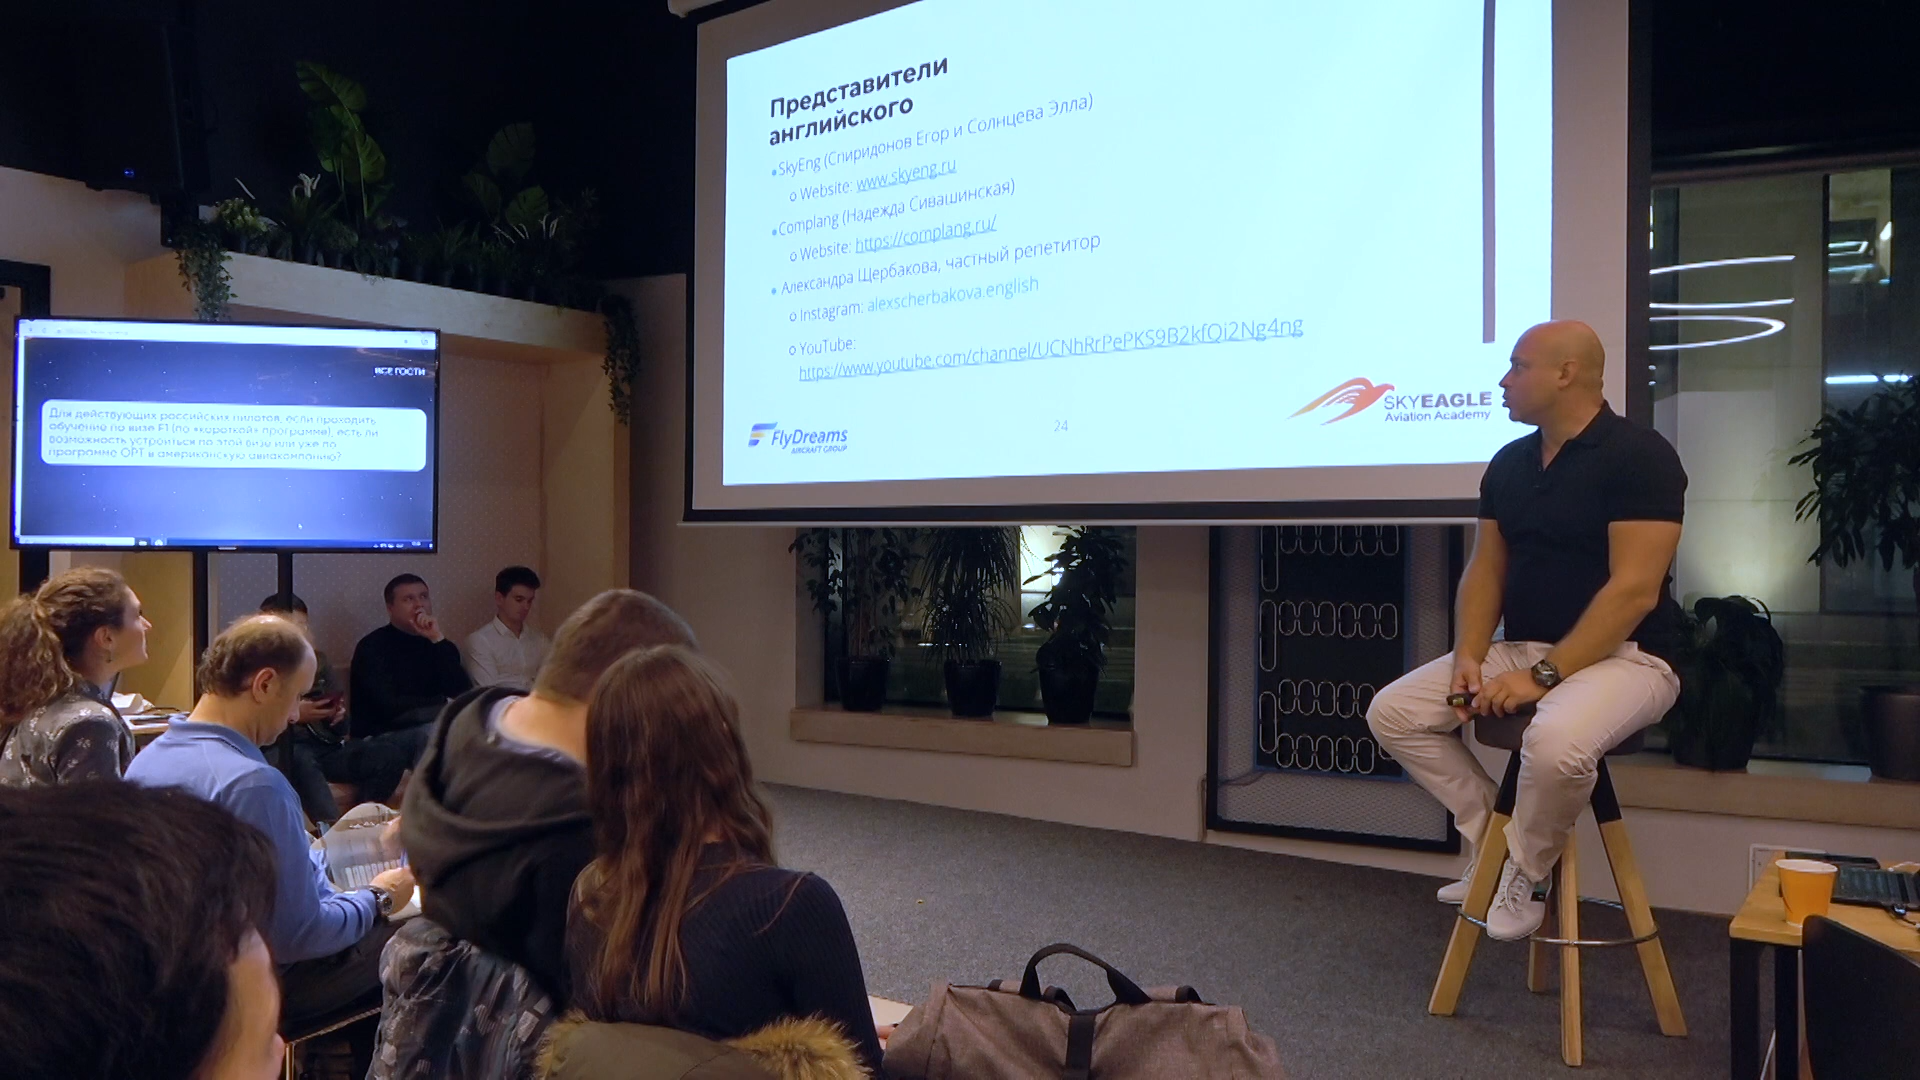 Представители
английского
•SkyEng (Спиридонов Егор и Солнцева Элла)
o Website: www.skyeng.ru
•Complang (Надежда Сивашинская)
o Website: https://complang.ru/
• Александра Щербакова, частный репетитор
o Instagram: alexscherbakova.english
o YouTube:
https://www.youtube.com/channel/UCNhRrPePKS9B2kfQi2Ng4ng
FlyDreams
AIRCRAFT GROUP
24
SKYEAGLE
Aviation Academy
ВСЕ ГОСТИ
Для действующих российских пилотов, если проходить
обучение по визе F1 (по «короткой» программе), есть ли
возможность устроиться по этой визе или уже по
программе OPT в американскую авиакомпанию?